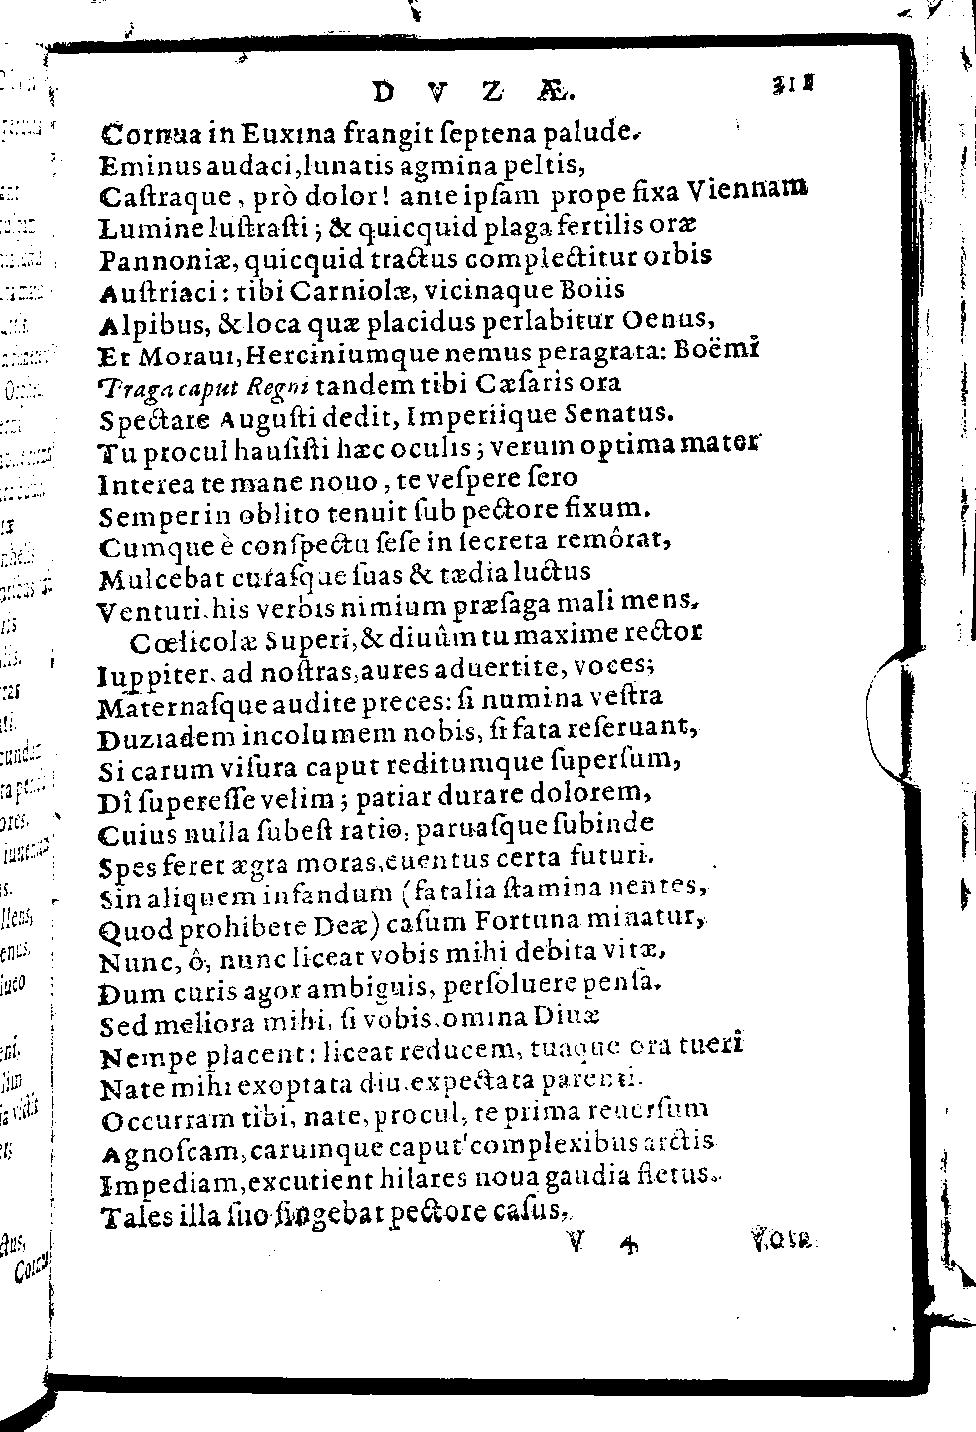 DVZÆ. 311
Cornua in Euxina frangit ſeptena palude.
Eminus audaci, lunatis agmina peltis,
Caſtraque, prò dolor! ante ipſam prope fixa Viennam
Lumine luſtraſti; & quicquid plaga fertilis oræ
Pannoniæ, quicquid tractus complectitur orbis
Auſtriaci: tibi Carniolæ, vicinaque Boiis
Alpibus, & loca quæ placidus perlabitur Oenus,
Et Moraui, Herciniumque nemus peragrata: Boëmi
Praga caput Regni tandem tibi Cæſaris ora
Spectare Auguſti dedit, Imperiique Senatus.
Tu procul hauſiſti hæc oculis; verum optima mater
Interea te mane nouo, te veſpere ſero
Semper in oblito tenuit ſub pectore fixum.
Cumque è conſpectu ſeſe in ſecreta remôrat,
Mulcebat curaſque ſuas & tædia luctus
Venturi. his verbis nimium præſaga mali mens.
Cœlicolæ Superi, & diuûm tu maxime rector
Iuppiter, ad noſtras, aures aduertite, voces;
Maternaſque audite preces: ſi numina veſtra
Duziadem incolumem nobis, ſi fata reſeruant,
Si carum viſura caput reditumque ſuperſum,
Dî ſupereſſe velim; patiar durare dolorem,
Cuius nulla ſubeſt ratio, paruaſque ſubinde
Spes feret ægra moras, euentus certa futuri.
Sin aliquem infandum (fatalia ſtamina nentes,
Quod prohibete Deæ) caſum Fortuna minatur,
Nunc, ô, nunc liceat vobis mihi debita vitæ,
Dum curis agor ambiguis, perſoluere penſa.
Sed meliora mihi, ſi vobis, omina Diuæ
Nempe placent: liceat reducem, tuaque ora tueri
Nate mihi exoptata diu, expectata parenti.
Occurram tibi, nate, procul, te prima reuerſum
Agnoſcam, carumque caput complexibus arctis
Impediam, excutient hilares noua gaudia fletus.
Tales illa ſuo fingebat pectore caſus,
V 4 Vota